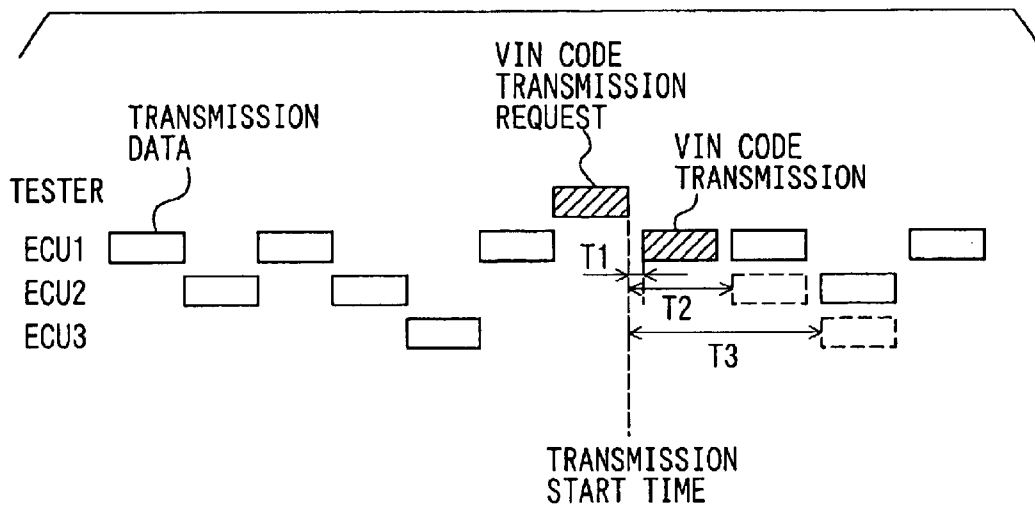 VIN CODE
TRANSMISSION
REQUEST
TRANSMISSION
DATA
VIN CODE
TRANSMISSION
TESTER
ECU1
T1
ECU2
T2
ECU3
T3
TRANSMISSION
START TIME